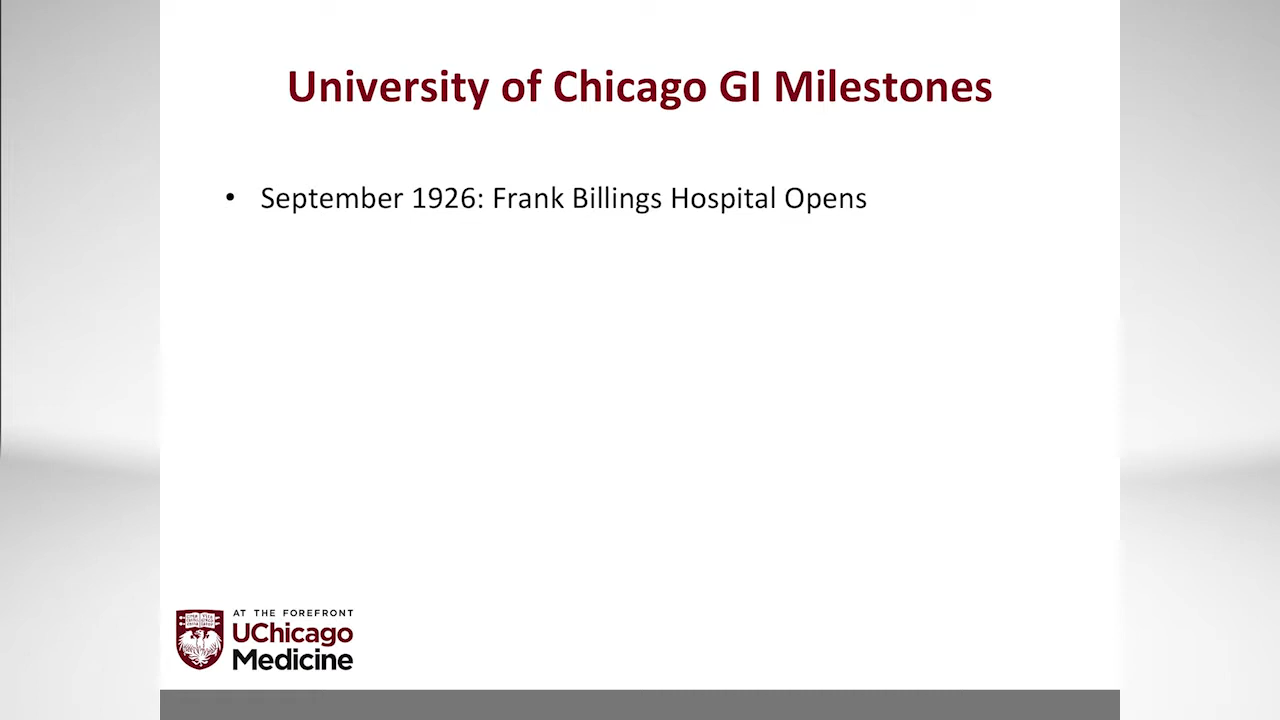 University of Chicago GI Milestones
• September 1926: Frank Billings Hospital Opens
AT THE FOREFRONT
UChicago
Medicine